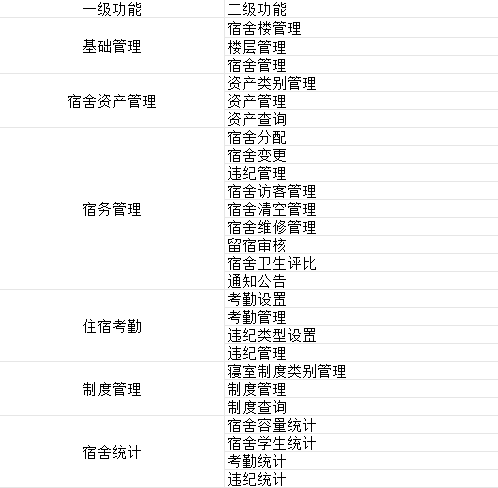 一级功能 二级功能
宿舍楼管理
基础管理 楼层管理
宿舍管理
资产类别管理
宿舍资产管理 资产管理
资产查询
宿舍分配
宿舍变更
违纪管理
宿舍访客管理
宿务管理 宿舍清空管理
宿舍维修管理
留宿审核
宿舍卫生评比
通知公告
考勤设置
住宿考勤 考勤管理
违纪类型设置
违纪管理
寝室制度类别管理
制度管理 制度管理
制度查询
宿舍容量统计
宿舍统计 宿舍学生统计
考勤统计
违纪统计